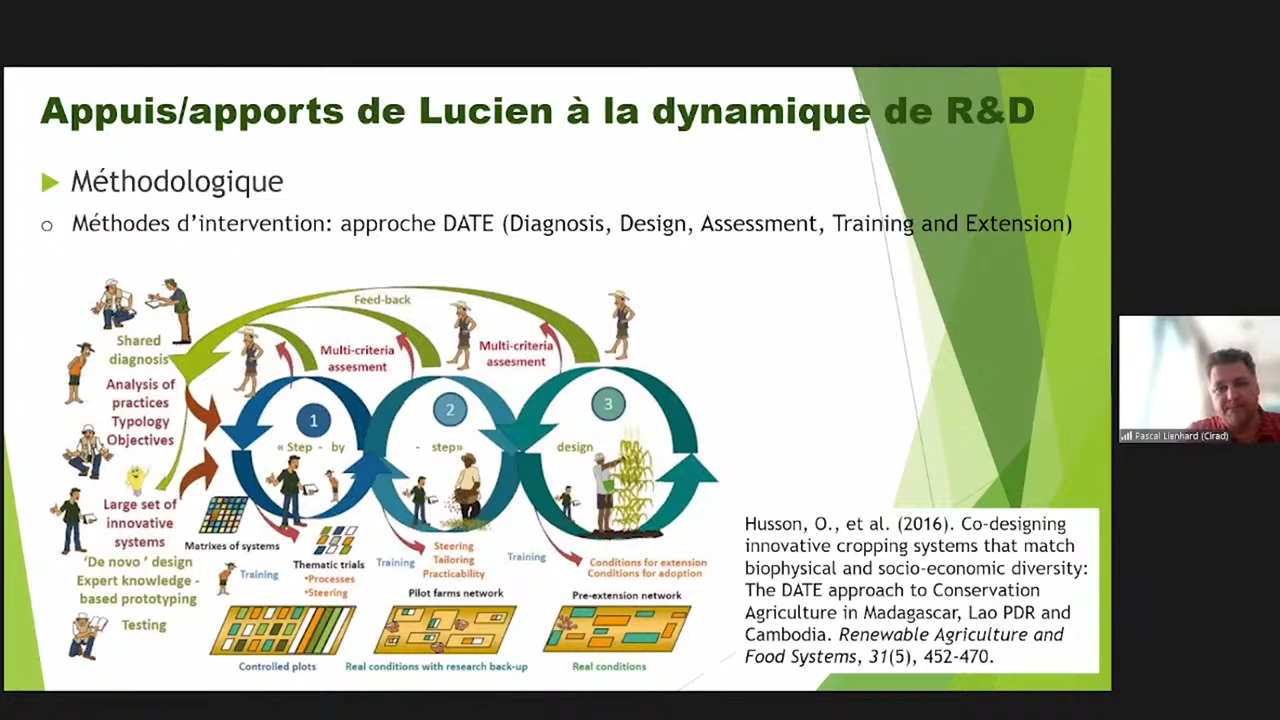 Appuis/apports de Lucien à la dynamique de R&D
Méthodologique
Méthodes d'intervention: approche DATE (Diagnosis, Design, Assessment, Training and Extension)
Feed-back
Shared
diagnosis
Analysis of
practices
Typology
Objectives
Large set of
innovative
systems
'De novo' design
Expert knowledge -
based prototyping
Testing
Multi-criteria
assesment
Multi-criteria
assesment
1
2
3
« Step - by
- step»
design
Matrixes of systems
Training
Thematic trials
•Processes
•Steering
Training
Steering
Tailoring
Practicability
Pilot farms network
Training
Conditions for extension
Conditions for adoption
Pre-extension network
Controlled plots
Real conditions with research back-up
Real conditions
Husson, O., et al. (2016). Co-designing
innovative cropping systems that match
biophysical and socio-economic diversity:
The DATE approach to Conservation
Agriculture in Madagascar, Lao PDR and
Cambodia. Renewable Agriculture and
Food Systems, 31(5), 452-470.
Pascal Lienhard (Cirad)